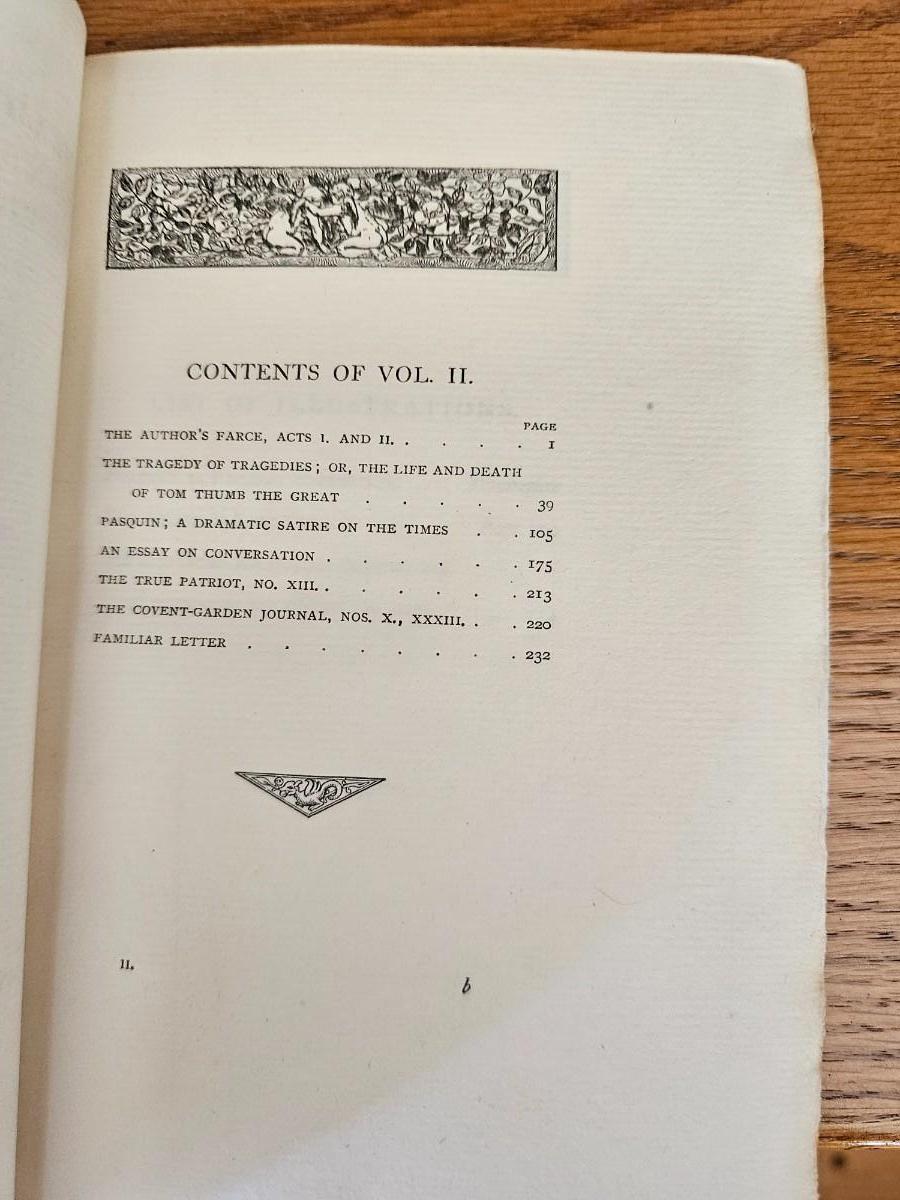 CONTENTS OF VOL. II.
PAGE
THE AUTHOR'S FARCE, ACTS I. AND II. . . . . 1
THE TRAGEDY OF TRAGEDIES; OR, THE LIFE AND DEATH
OF TOM THUMB THE GREAT . . . . . 39
PASQUIN; A DRAMATIC SATIRE ON THE TIMES . . 105
AN ESSAY ON CONVERSATION . . . . . . 175
THE TRUE PATRIOT, NO. XIII. . . . . . . 213
THE COVENT-GARDEN JOURNAL, NOS. X., XXXIII. . . 220
FAMILIAR LETTER . . . . . . . . 232
II.
b